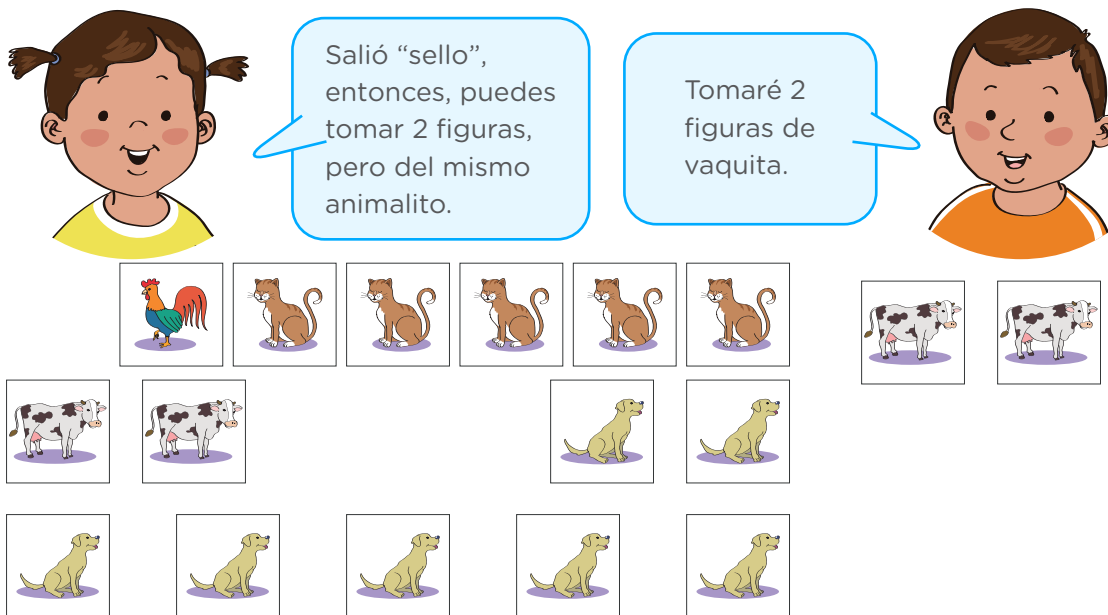 Salió “sello”,
entonces, puedes
tomar 2 figuras,
pero del mismo
animalito.
Tomaré 2
figuras de
vaquita.